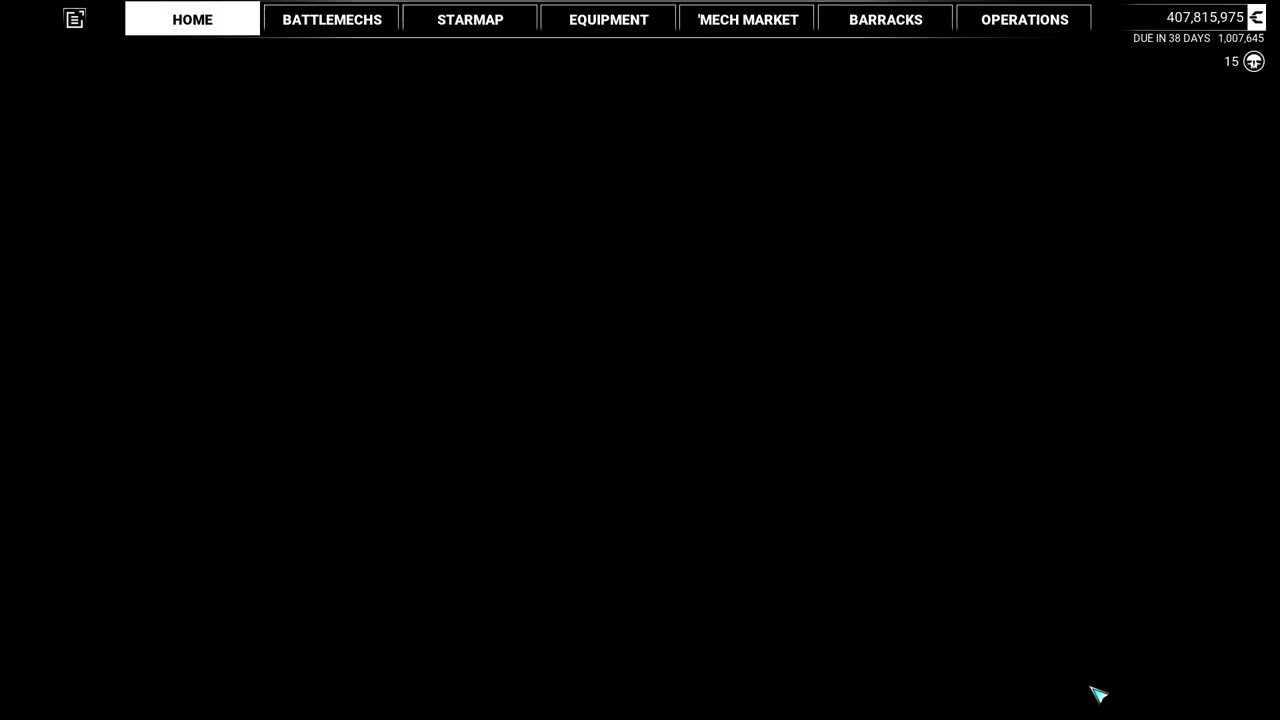 HOME BATTLEMECHS STARMAP EQUIPMENT 'MECH MARKET BARRACKS OPERATIONS
407,815,975
DUE IN 38 DAYS 1,007,645
15